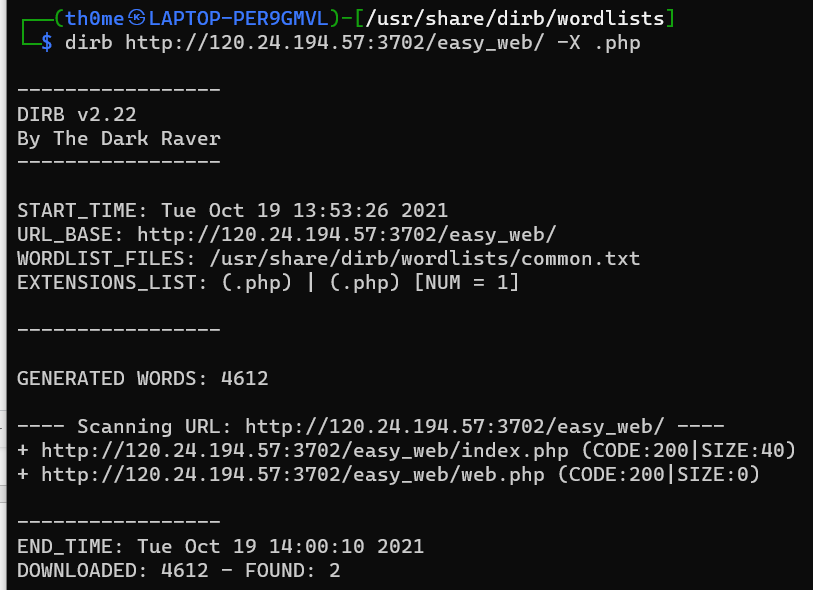 ┌──(th0me㉿LAPTOP-PER9GMVL)-[/usr/share/dirb/wordlists]
└─$ dirb http://120.24.194.57:3702/easy_web/ -X .php
-----------------
DIRB v2.22
By The Dark Raver
-----------------
START_TIME: Tue Oct 19 13:53:26 2021
URL_BASE: http://120.24.194.57:3702/easy_web/
WORDLIST_FILES: /usr/share/dirb/wordlists/common.txt
EXTENSIONS_LIST: (.php) | (.php) [NUM = 1]
-----------------
GENERATED WORDS: 4612
---- Scanning URL: http://120.24.194.57:3702/easy_web/ ----
+ http://120.24.194.57:3702/easy_web/index.php (CODE:200|SIZE:40)
+ http://120.24.194.57:3702/easy_web/web.php (CODE:200|SIZE:0)
-----------------
END_TIME: Tue Oct 19 14:00:10 2021
DOWNLOADED: 4612 - FOUND: 2